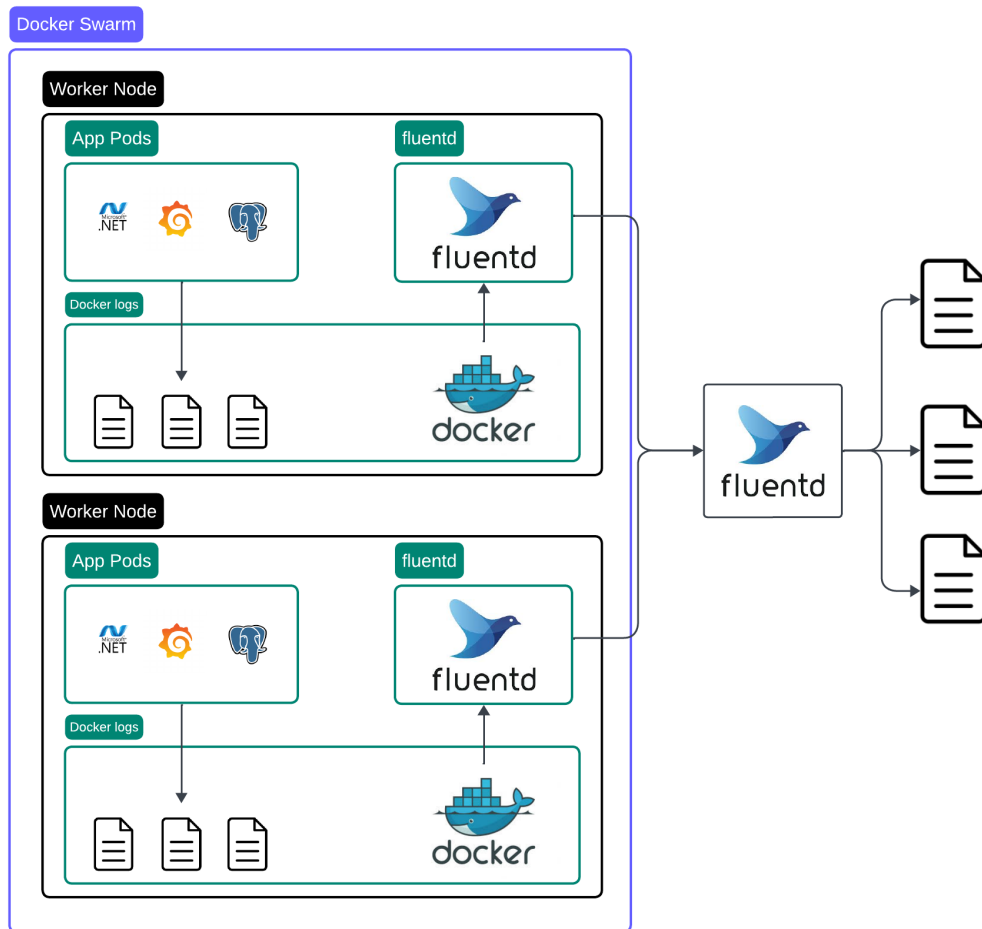 Docker Swarm
Worker Node
App Pods
fluentd
Microsoft
.NET
fluentd
Docker logs
docker
Worker Node
App Pods
fluentd
Microsoft
.NET
fluentd
Docker logs
docker
fluentd